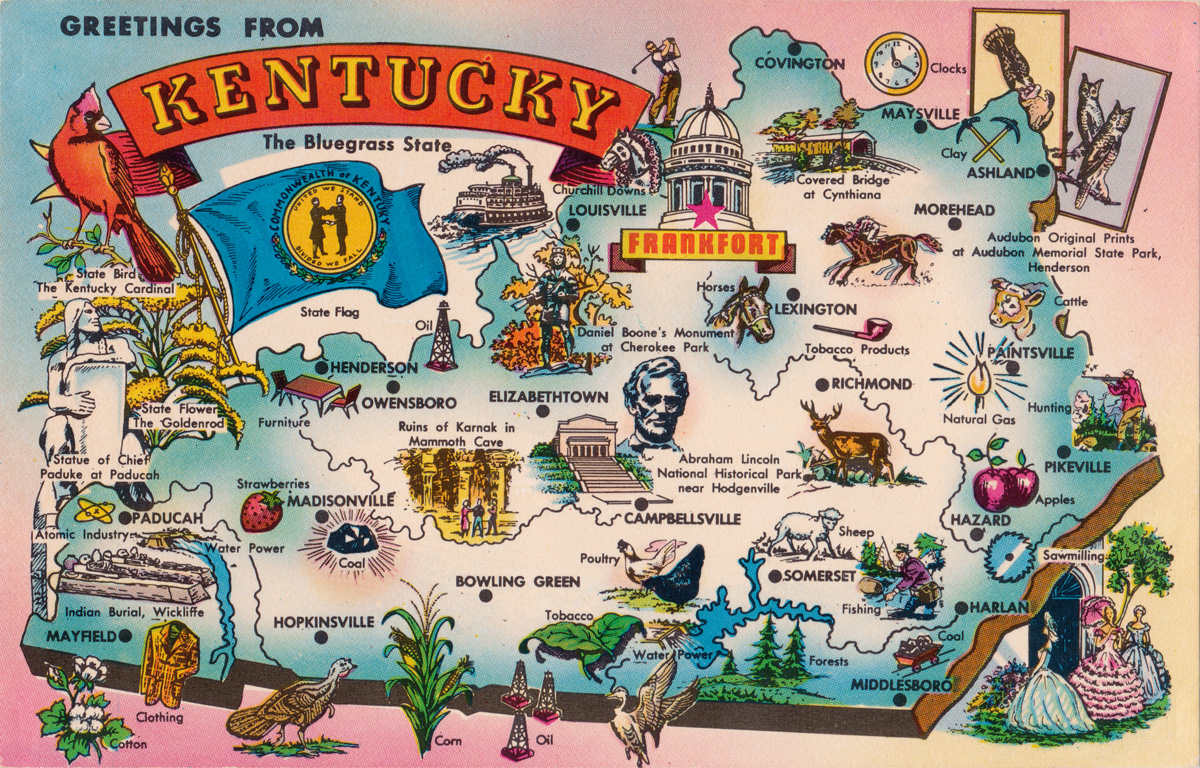 GREETINGS FROM
KENTUCKY
The Bluegrass State
COMMONWEALTH OF KENTUCKY
UNITED WE STAND
DIVIDED WE FALL
State Flag
State Bird
The Kentucky Cardinal
State Flower
The Goldenrod
Statue of Chief
Paduke at Paducah
Churchill Downs
LOUISVILLE
FRANKFORT
COVINGTON
Clocks
MAYSVILLE
Clay
ASHLAND
Covered Bridge
at Cynthiana
MOREHEAD
Audubon Original Prints
at Audubon Memorial State Park,
Henderson
Horses
LEXINGTON
Cattle
Oil
Daniel Boone's Monument
at Cherokee Park
Tobacco Products
PAINTSVILLE
HENDERSON
OWENSBORO
Furniture
ELIZABETHTOWN
RICHMOND
Natural Gas
Hunting
Ruins of Karnak in
Mammoth Cave
Abraham Lincoln
National Historical Park
near Hodgenville
PIKEVILLE
Strawberries
MADISONVILLE
Apples
HAZARD
PADUCAH
Atomic Industry
Water Power
Coal
CAMPBELLSVILLE
Sheep
Sawmilling
Poultry
BOWLING GREEN
SOMERSET
Fishing
HARLAN
Indian Burial, Wickliffe
MAYFIELD
HOPKINSVILLE
Tobacco
Water Power
Forests
Coal
MIDDLESBORO
Clothing
Cotton
Corn
Oil